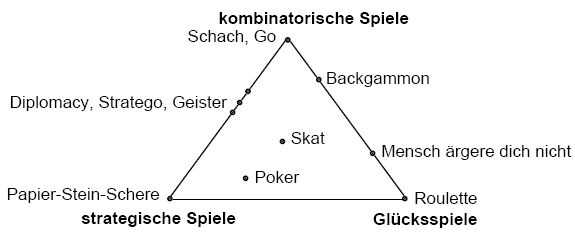 kombinatorische Spiele
Schach, Go
Backgammon
Diplomacy, Stratego, Geister
Skat
Mensch ärgere dich nicht
Poker
Papier-Stein-Schere
Roulette
strategische Spiele
Glücksspiele